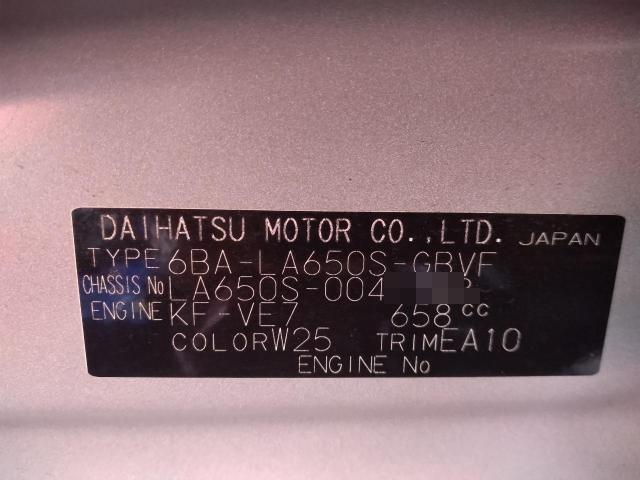 DAIHATSU MOTOR CO.,LTD. JAPAN
TYPE 6BA-LA650S-GBVF
CHASSIS No LA650S-004
ENGINE KF-VE7 658cc
COLOR W25 TRIM EA10
ENGINE No